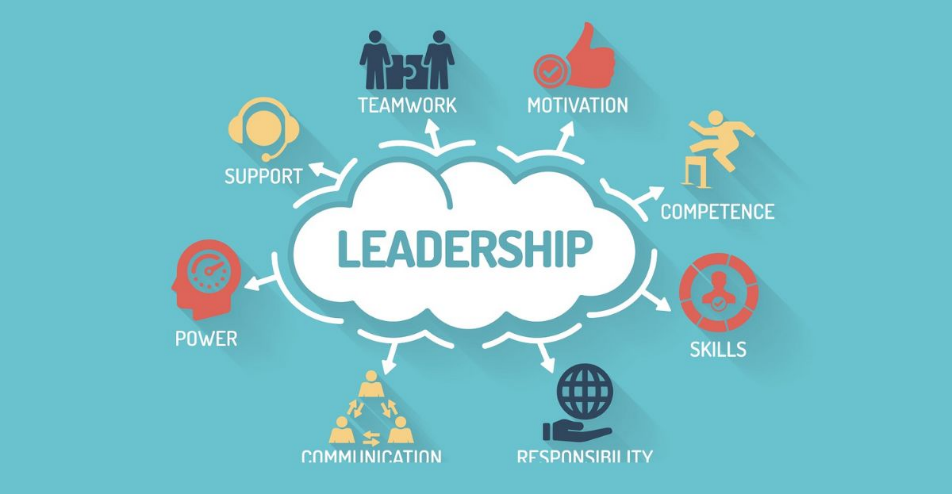 TEAMWORK
MOTIVATION
SUPPORT
COMPETENCE
LEADERSHIP
POWER
SKILLS
COMMUNICATION
RESPONSIBILITY